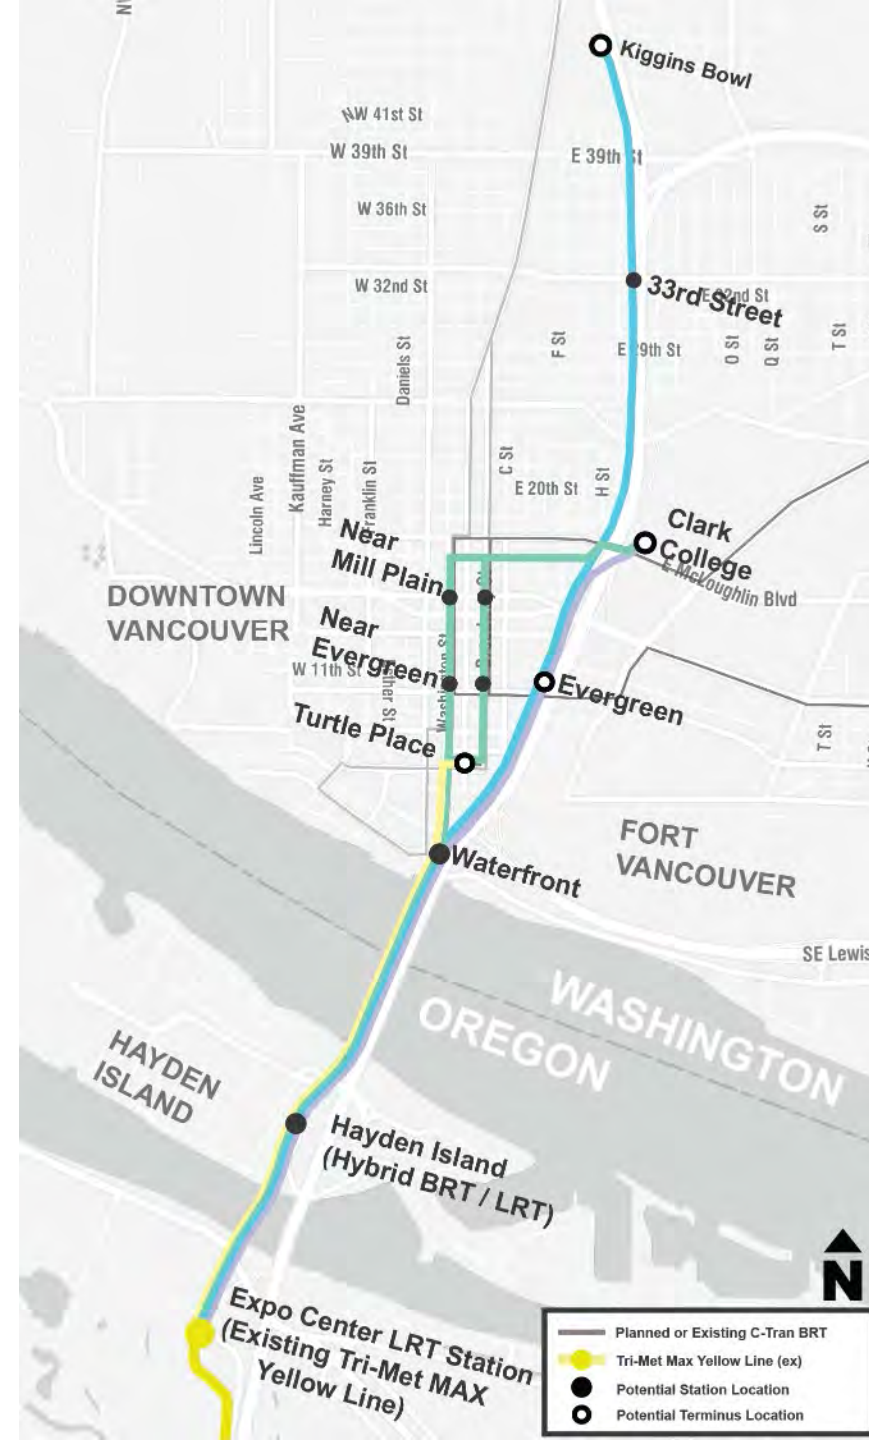 Kiggins Bowl
NW 41st St
W 39th St
E 39th St
W 36th St
S St
W 32nd St
33rd Street
E 32nd St
T St
F St
E 29th St
O St
Q St
Daniels St
Kauffman Ave
C St
Harney St
Franklin St
H St
Lincoln Ave
E 20th St
Clark
College
Near
Mill Plain
E McLoughlin Blvd
DOWNTOWN
VANCOUVER
Near
Evergreen
W 11th St
Washington St
Evergreen
Turtle Place
T St
FORT
VANCOUVER
Waterfront
SE Lewis
WASHINGTON
OREGON
HAYDEN
ISLAND
Hayden Island
(Hybrid BRT / LRT)
N
Expo Center LRT Station
(Existing Tri-Met MAX
Yellow Line)
Planned or Existing C-Tran BRT
Tri-Met Max Yellow Line (ex)
Potential Station Location
Potential Terminus Location